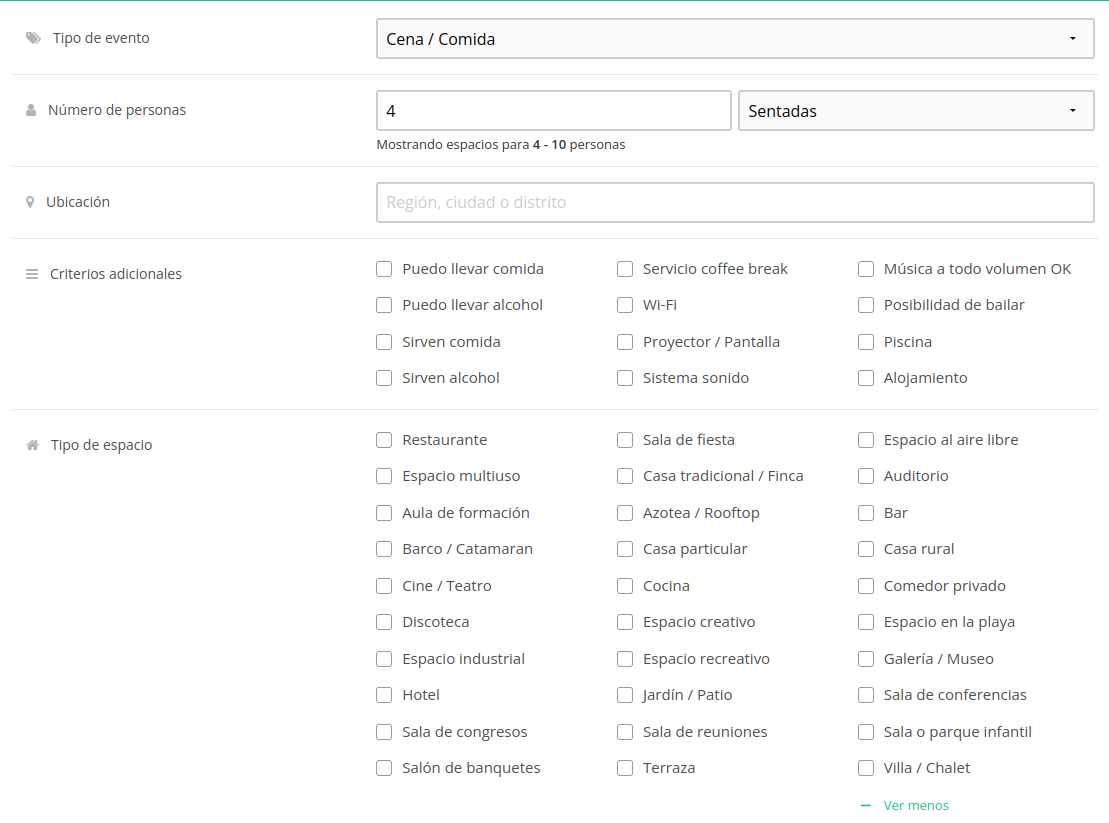 Tipo de evento Cena / Comida
Número de personas 4 Sentadas
Mostrando espacios para 4 - 10 personas
Ubicación Región, ciudad o distrito
Criterios adicionales Puedo llevar comida Servicio coffee break Música a todo volumen OK
Puedo llevar alcohol Wi-Fi Posibilidad de bailar
Sirven comida Proyector / Pantalla Piscina
Sirven alcohol Sistema sonido Alojamiento
Tipo de espacio Restaurante Sala de fiesta Espacio al aire libre
Espacio multiuso Casa tradicional / Finca Auditorio
Aula de formación Azotea / Rooftop Bar
Barco / Catamaran Casa particular Casa rural
Cine / Teatro Cocina Comedor privado
Discoteca Espacio creativo Espacio en la playa
Espacio industrial Espacio recreativo Galería / Museo
Hotel Jardín / Patio Sala de conferencias
Sala de congresos Sala de reuniones Sala o parque infantil
Salón de banquetes Terraza Villa / Chalet
Ver menos